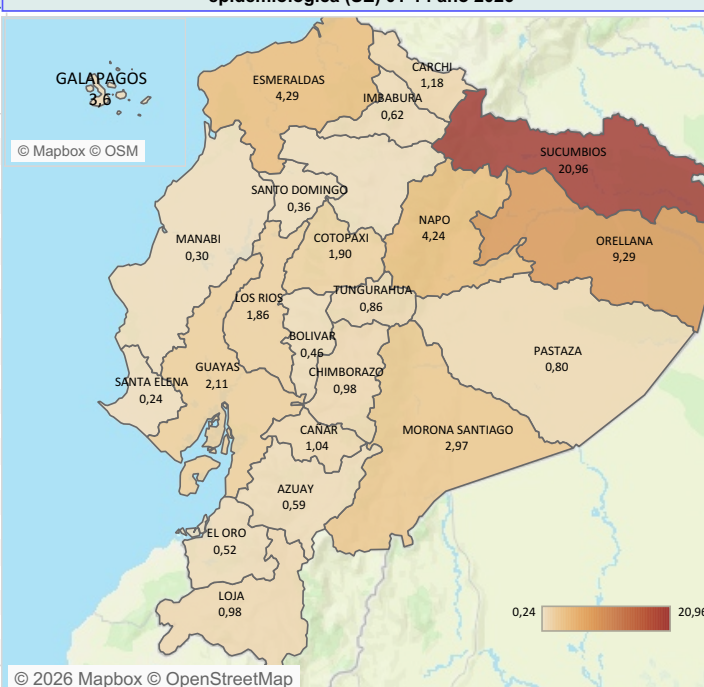 GALAPAGOS
3,6
© Mapbox © OSM
ESMERALDAS
4,29
CARCHI
1,18
IMBABURA
0,62
SUCUMBIOS
20,96
SANTO DOMINGO
0,36
NAPO
4,24
ORELLANA
9,29
MANABI
0,30
COTOPAXI
1,90
TUNGURAHUA
0,86
LOS RIOS
1,86
BOLIVAR
0,46
PASTAZA
0,80
GUAYAS
2,11
CHIMBORAZO
0,98
SANTA ELENA
0,24
CAÑAR
1,04
MORONA SANTIAGO
2,97
AZUAY
0,59
EL ORO
0,52
LOJA
0,98
0,24
20,96
© 2026 Mapbox © OpenStreetMap